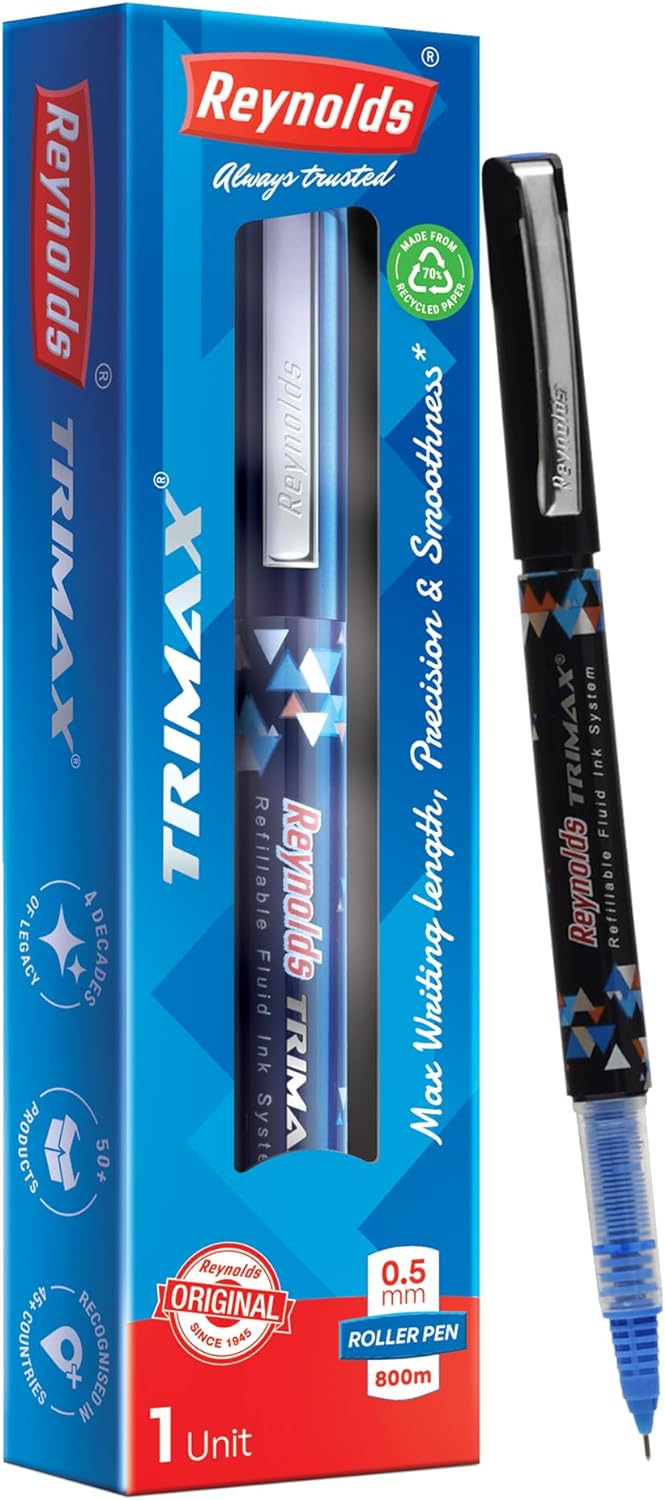 Reynolds®
TRIMAX®
4 DECADES
OF LEGACY
50+
PRODUCTS
RECOGNISED IN
45+ COUNTRIES
Reynolds®
Always trusted
MADE FROM
70%
RECYCLED PAPER
TRIMAX®
Max Writing length, Precision & Smoothness*
Reynolds
Reynolds TRIMA
Refillable Fluid Ink Syste
Reynolds
ORIGINAL
SINCE 1945
0.5
mm
ROLLER PEN
800m
1 Unit
Reynolds
Reynolds TRIMAX®
Refillable Fluid Ink System